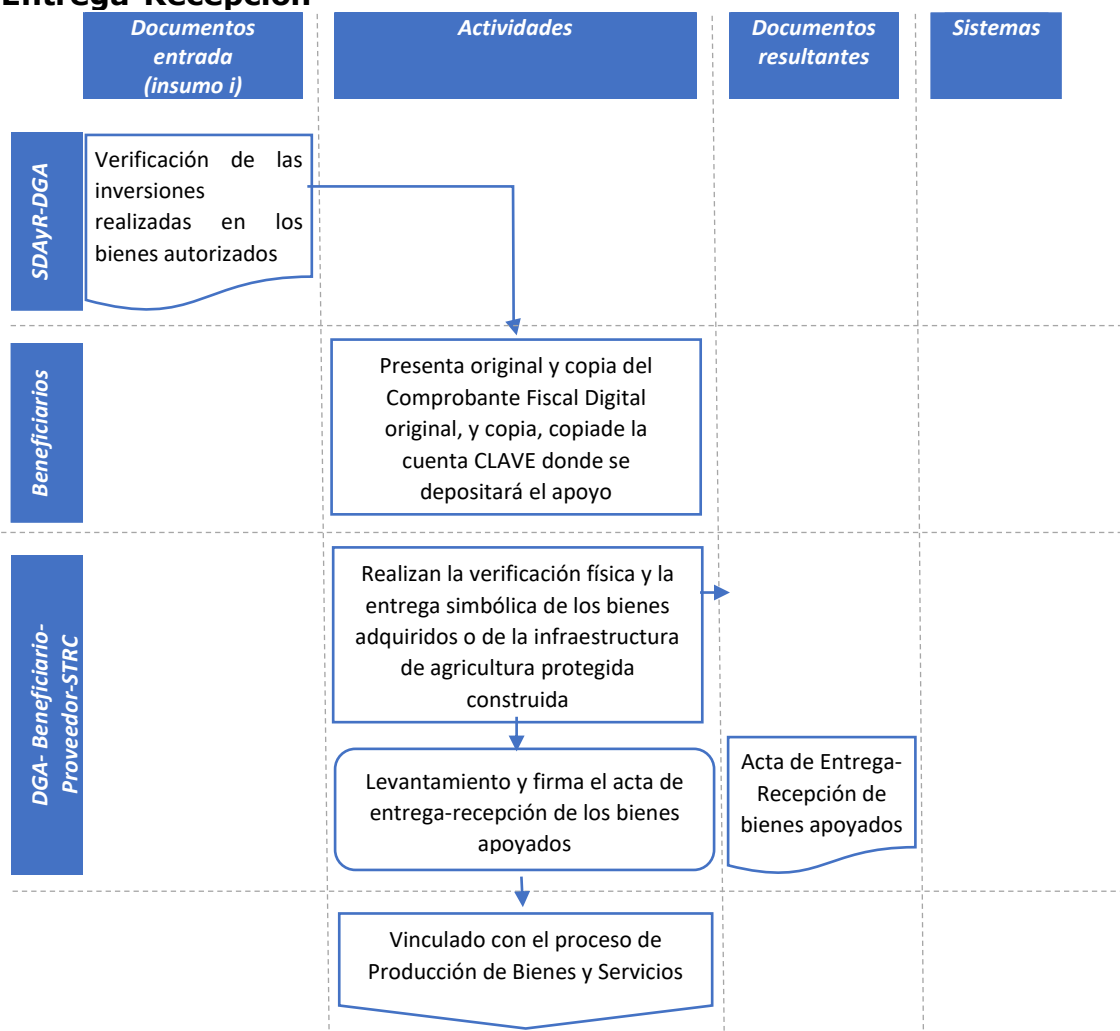 Entrega-Recepción
Documentos
entrada
(insumo i)
Actividades
Documentos
resultantes
Sistemas
SDAyR-DGA
Verificación de las
inversiones
realizadas en los
bienes autorizados
Beneficiarios
Presenta original y copia del
Comprobante Fiscal Digital
original, y copia, copiade la
cuenta CLAVE donde se
depositará el apoyo
DGA- Beneficiario-
Proveedor-STRC
Realizan la verificación física y la
entrega simbólica de los bienes
adquiridos o de la infraestructura
de agricultura protegida
construida
Levantamiento y firma el acta de
entrega-recepción de los bienes
apoyados
Acta de Entrega-
Recepción de
bienes apoyados
Vinculado con el proceso de
Producción de Bienes y Servicios